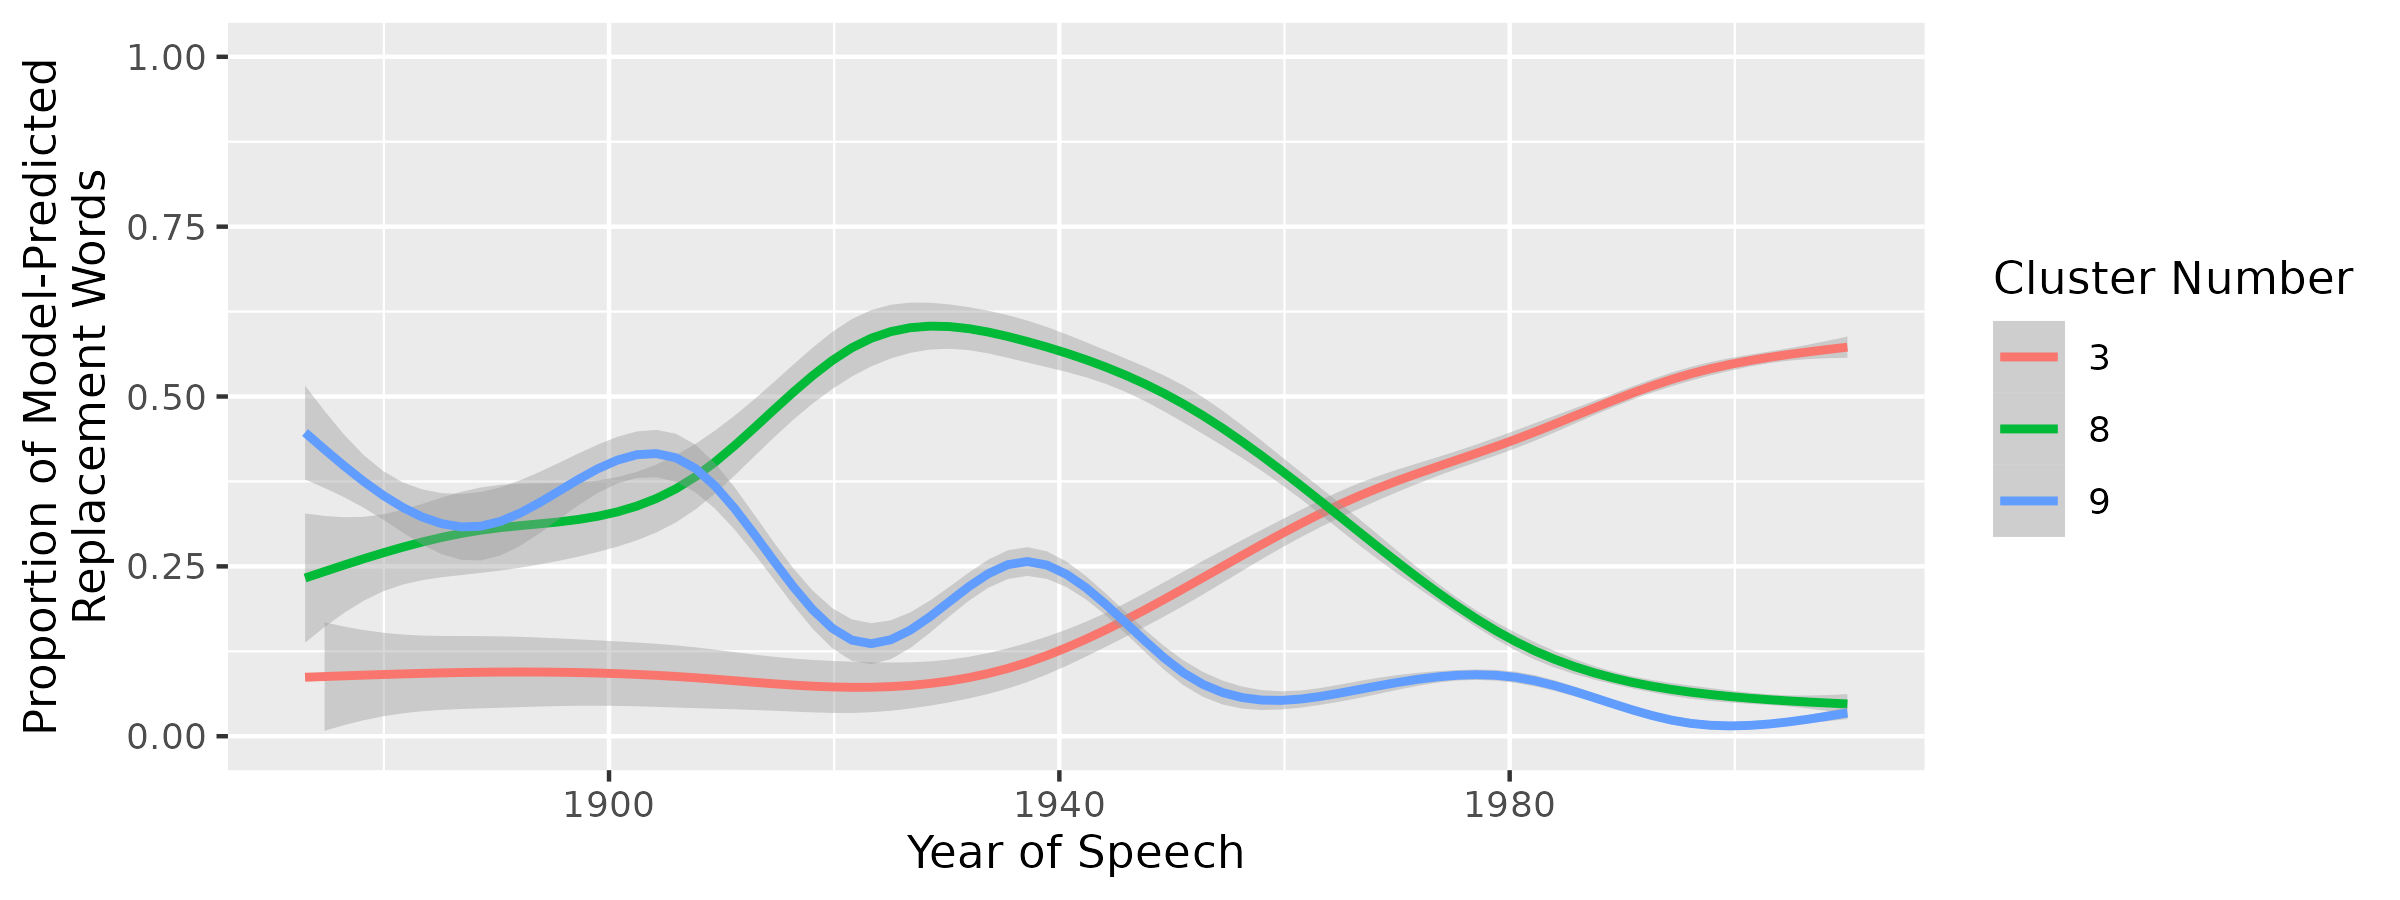 Proportion of Model-Predicted
Replacement Words
1.00
0.75
0.50
0.25
0.00
1900 1940 1980
Year of Speech
Cluster Number
3
8
9